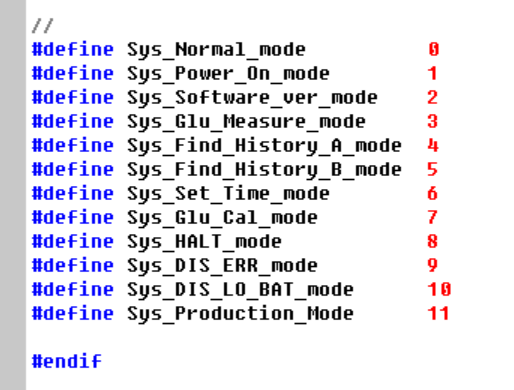 //
#define Sys_Normal_mode 0
#define Sys_Power_On_mode 1
#define Sys_Software_ver_mode 2
#define Sys_Glu_Measure_mode 3
#define Sys_Find_History_A_mode 4
#define Sys_Find_History_B_mode 5
#define Sys_Set_Time_mode 6
#define Sys_Glu_Cal_mode 7
#define Sys_HALT_mode 8
#define Sys_DIS_ERR_mode 9
#define Sys_DIS_LO_BAT_mode 10
#define Sys_Production_Mode 11
#endif